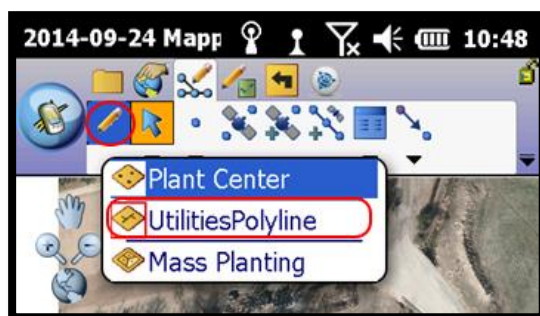 2014-09-24 Mapp 10:48
Plant Center
UtilitiesPolyline
Mass Planting